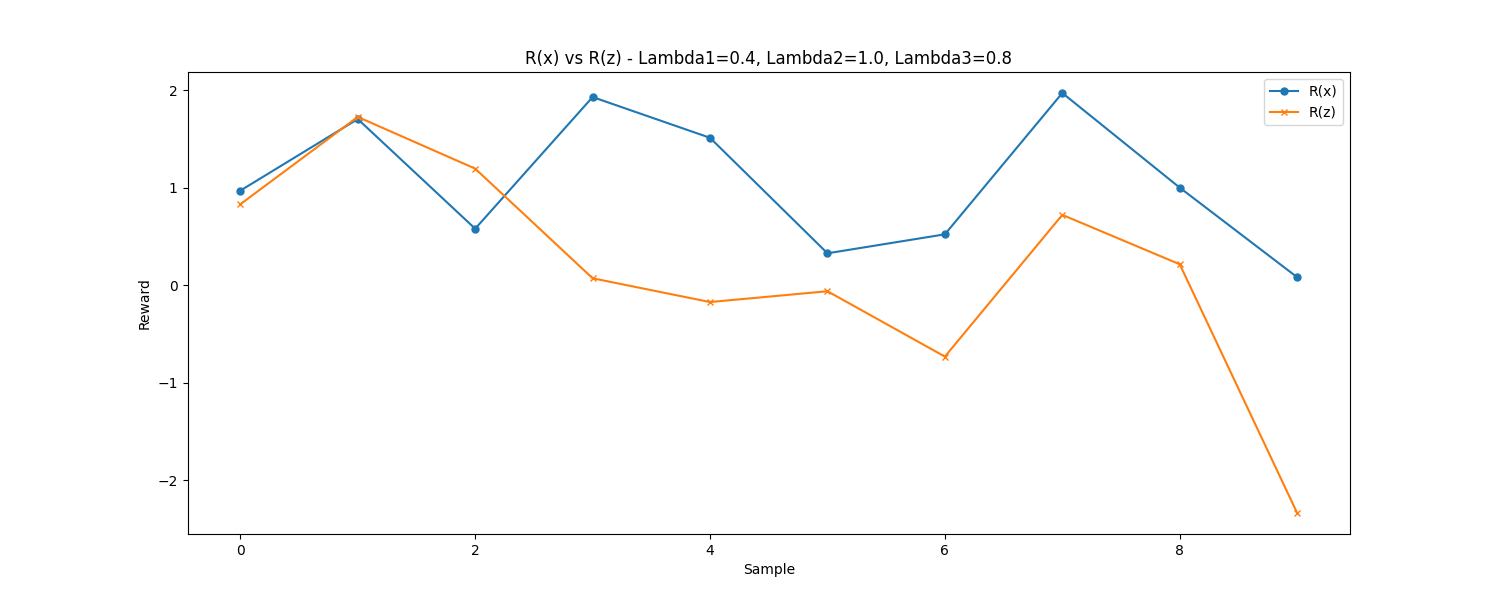 R(x) vs R(z) - Lambda1=0.4, Lambda2=1.0, Lambda3=0.8
R(x)
R(z)
2
1
0
−1
−2
Reward
0 2 4 6 8
Sample